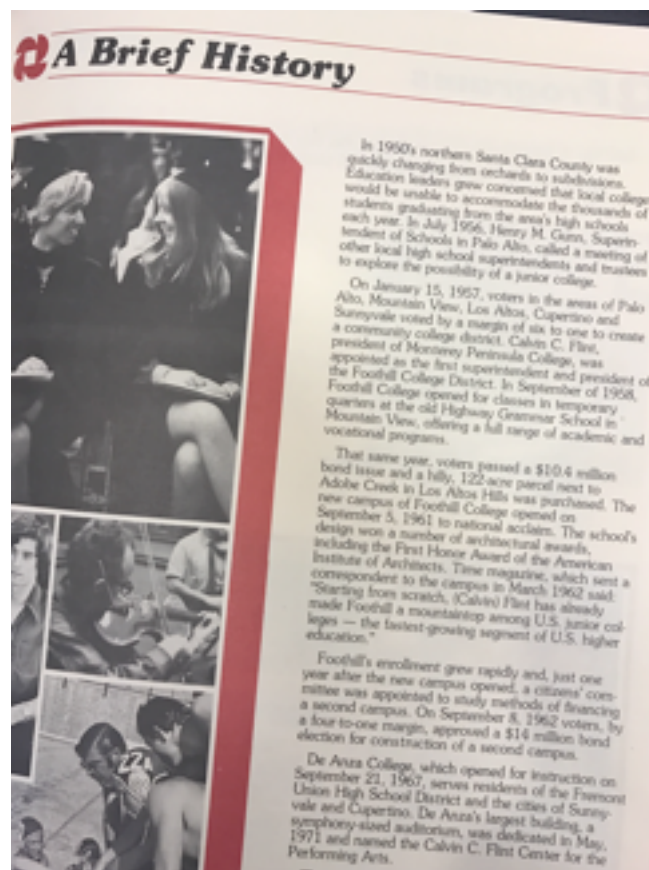 A Brief History
In 1950's northern Santa Clara County was
quickly changing from orchards to subdivisions.
Education leaders grew concerned that local college
would be unable to accommodate the thousands of
students graduating from the area's high schools
each year. In July 1956, Henry M. Gunn, Superin-
tendent of Schools in Palo Alto, called a meeting of
other local high school superintendents and trustees
to explore the possibility of a junior college.
On January 15, 1957, voters in the areas of Palo
Alto, Mountain View, Los Altos, Cupertino and
Sunnyvale voted by a margin of six to one to create
a community college district. Calvin C. Flint,
president of Monterey Peninsula College, was
appointed as the first superintendent and president of
the Foothill College District. In September of 1958,
Foothill College opened for classes in temporary
quarters at the old Highway Grammar School in
Mountain View, offering a full range of academic and
vocational programs.
That same year, voters passed a $10.4 million
bond issue and a hilly, 122-acre parcel next to
Adobe Creek in Los Altos Hills was purchased. The
new campus of Foothill College opened on
September 5, 1961 to national acclaim. The school's
design won a number of architectural awards,
including the First Honor Award of the American
Institute of Architects. Time magazine, which sent a
correspondent to the campus in March 1962 said:
"Starting from scratch, (Calvin) Flint has already
made Foothill a mountaintop among U.S. junior col-
leges — the fastest-growing segment of U.S. higher
education."
Foothill's enrollment grew rapidly and, just one
year after the new campus opened, a citizens' com-
mittee was appointed to study methods of financing
a second campus. On September 8, 1962 voters, by
a four-to-one margin, approved a $14 million bond
election for construction of a second campus.
De Anza College, which opened for instruction on
September 21, 1967, serves residents of the Fremont
Union High School District and the cities of Sunny-
vale and Cupertino. De Anza's largest building, a
symphony-sized auditorium, was dedicated in May,
1971 and named the Calvin C. Flint Center for the
Performing Arts.
224